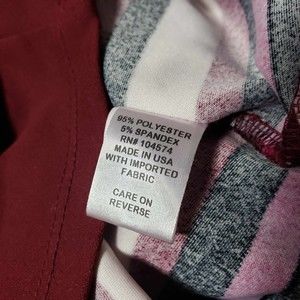 95% POLYESTER
5% SPANDEX
RN# 104574
MADE IN USA
WITH IMPORTED
FABRIC
CARE ON
REVERSE